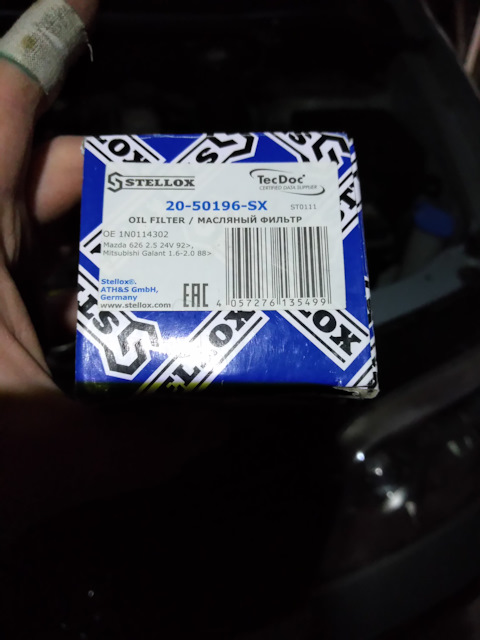 STELLOX
TecDoc
CERTIFIED DATA SUPPLIER
20-50196-SX
ST0111
OIL FILTER / МАСЛЯНЫЙ ФИЛЬТР
OE 1N0114302
Mazda 626 2.5 24V 92>,
Mitsubishi Galant 1.6-2.0 88>
Stellox®.
ATH&S GmbH,
Germany
www.stellox.com
EAC
4 057276 135499
STELLOX